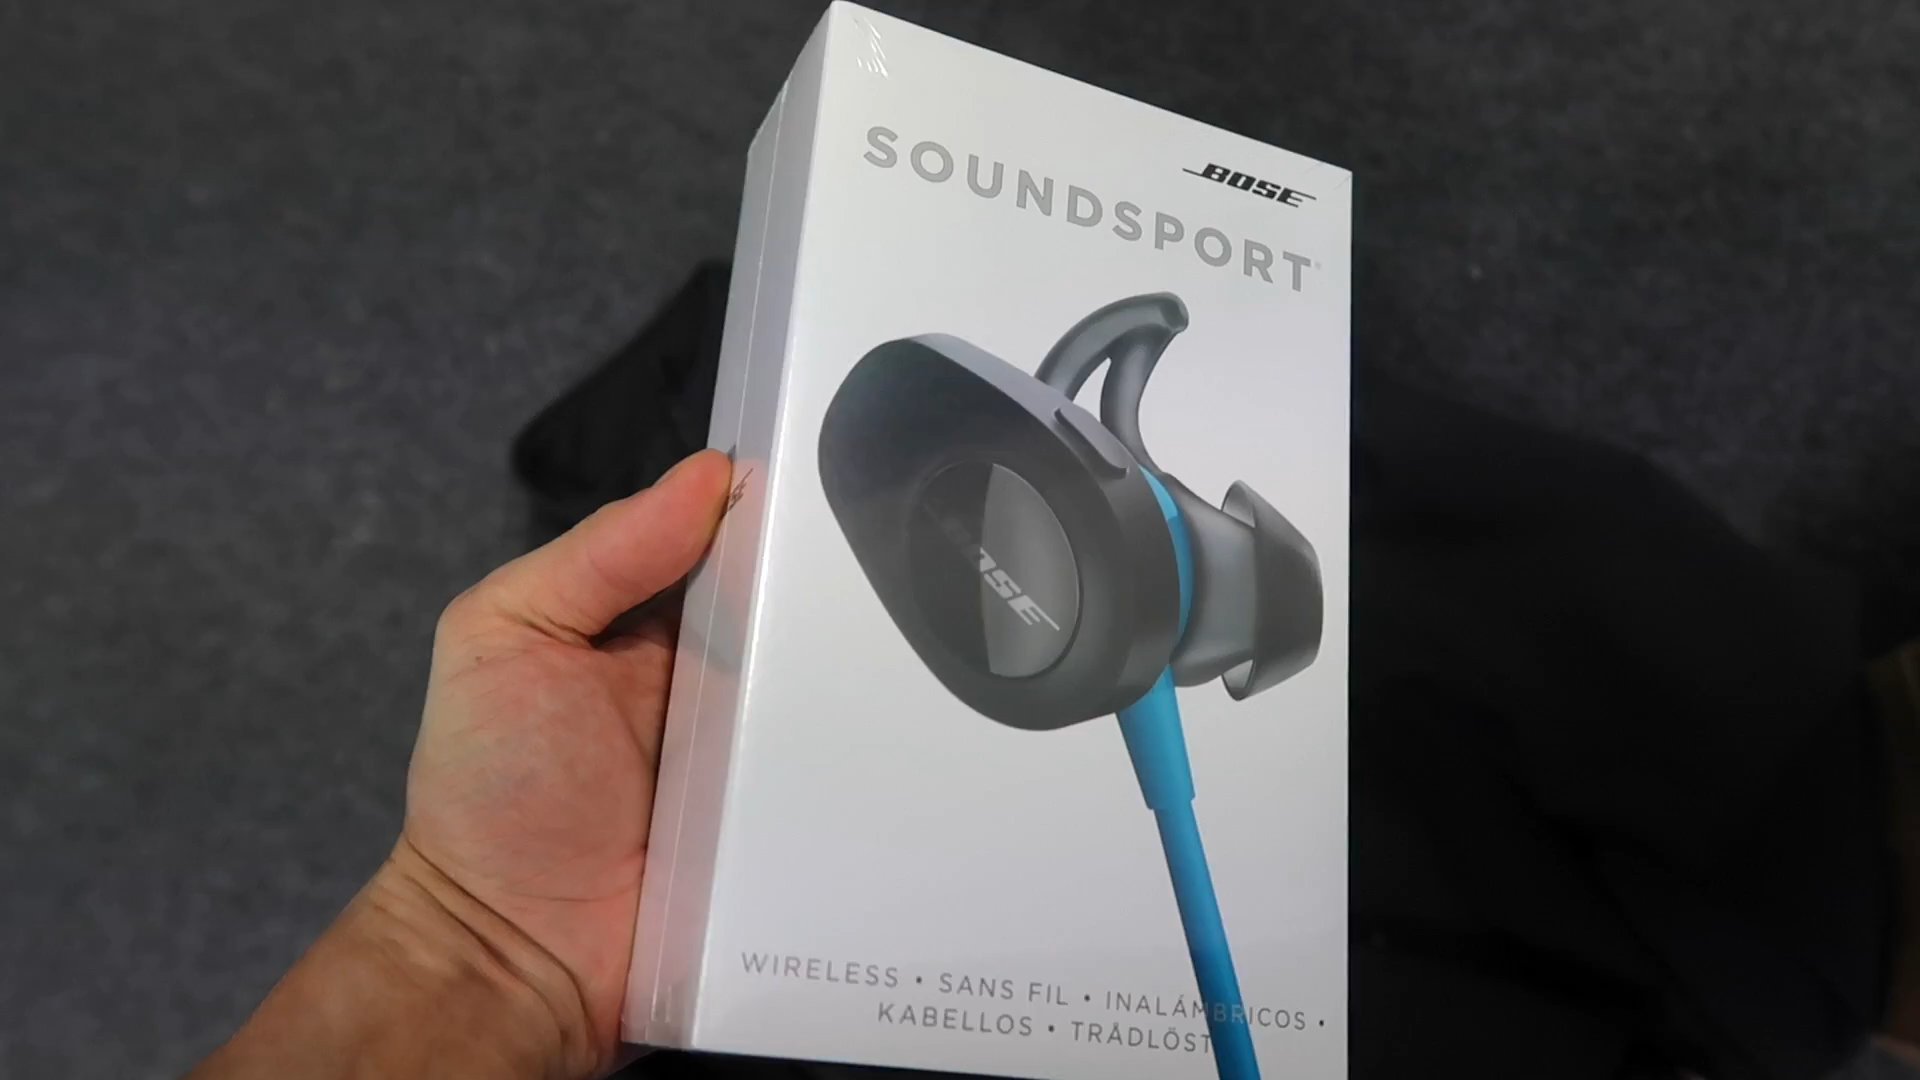 BOSE
SOUNDSPORT
BOSE
WIRELESS • SANS FIL • INALÁMBRICOS •
KABELLOS • TRÅDLÖST